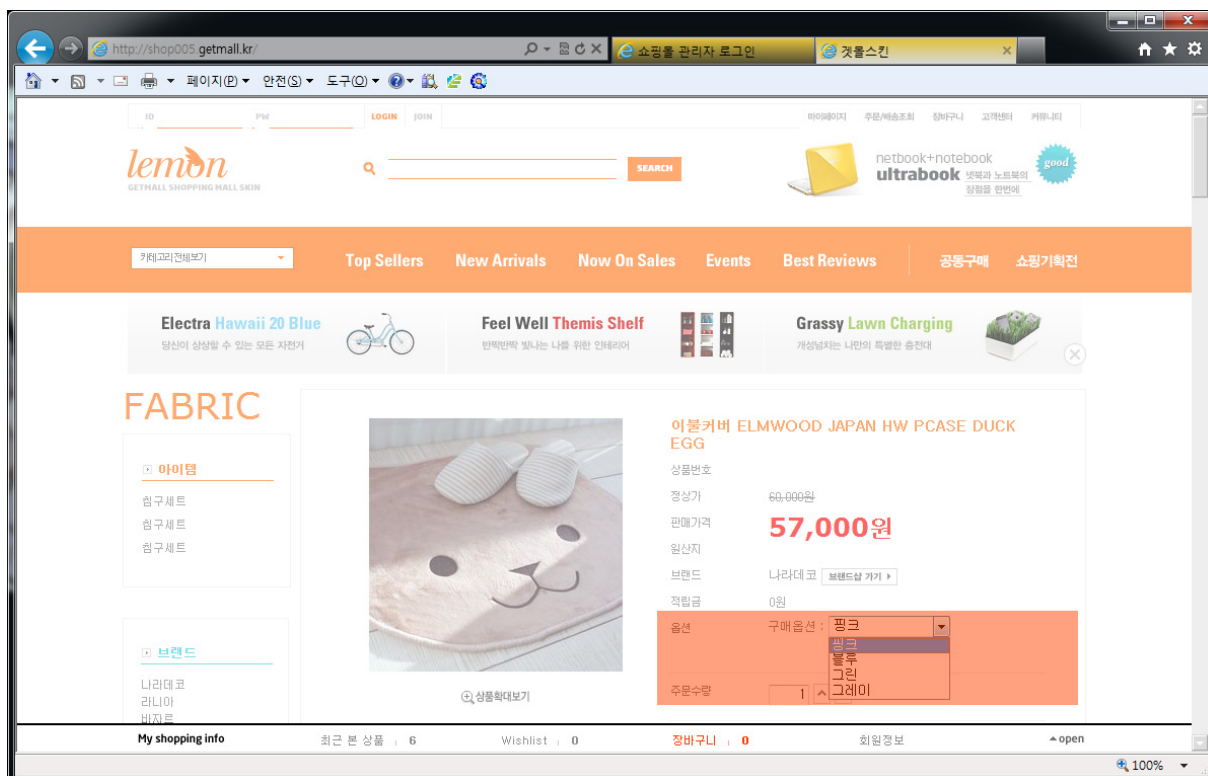 http://shop005.getmall.kr/
쇼핑몰 관리자 로그인
겟몰스킨
페이지(P) 안전(S) 도구(O)
ID PW LOGIN JOIN
마이페이지 주문/배송조회 장바구니 고객센터 커뮤니티
lemon
GETMALL SHOPPING MALL SKIN
SEARCH
netbook+notebook
ultrabook 넷북과 노트북의
장점을 한번에
good
카테고리전체보기
Top Sellers New Arrivals Now On Sales Events Best Reviews 공동구매 쇼핑기획전
Electra Hawaii 20 Blue
당신이 상상할 수 있는 모든 자전거
Feel Well Themis Shelf
반짝반짝 빛나는 나를 위한 인테리어
Grassy Lawn Charging
개성넘치는 나만의 특별한 충전대
FABRIC
아이템
침구세트
침구세트
침구세트
브랜드
나라데코
라니아
바자르
상품확대보기
이불커버 ELMWOOD JAPAN HW PCASE DUCK
EGG
상품번호
정상가 60,000원
판매가격 57,000원
원산지
브랜드 나라데코 브랜드샵 가기
적립금 0원
옵션 구매옵션 : 핑크
핑크
블루
그린
그레이
주문수량 1
My shopping info 최근 본 상품 6 Wishlist 0 장바구니 0 회원정보 open
100%